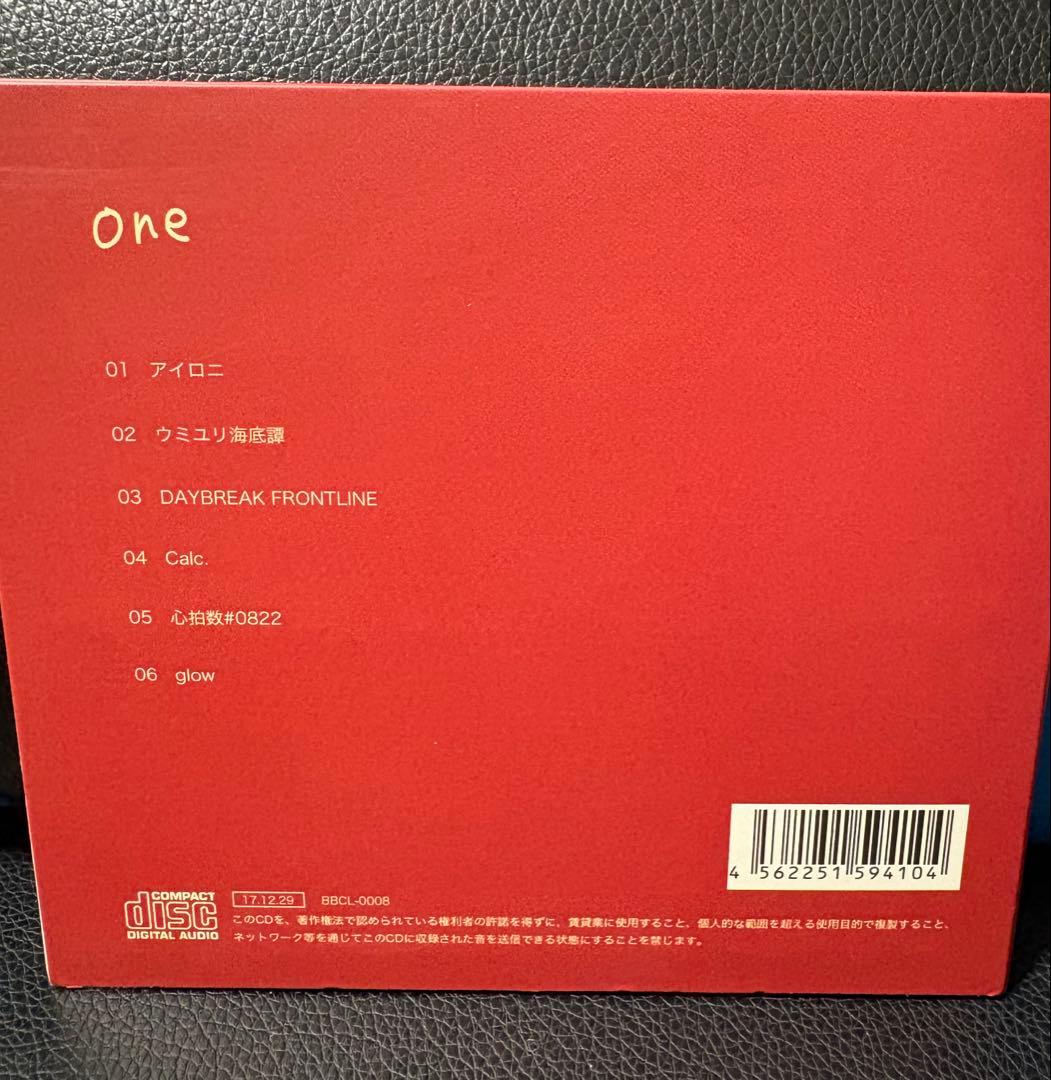 One
01 アイロニ
02 ウミユリ海底譚
03 DAYBREAK FRONTLINE
04 Calc.
05 心拍数#0822
06 glow
4 562251 594104
COMPACT
disc
DIGITAL AUDIO
17.12.29 BBCL-0008
このCDを、著作権法で認められている権利者の許諾を得ずに、賃貸業に使用すること、個人的な範囲を超える使用目的で複製すること、
ネットワーク等を通じてこのCDに収録された音を送信できる状態にすることを禁じます。